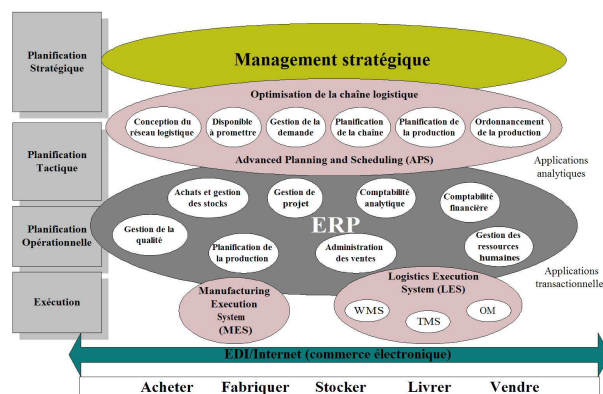 Planification
Stratégique
Management stratégique
Optimisation de la chaîne logistique
Conception du
réseau logistique
Disponible
à promettre
Gestion de la
demande
Planification
de la chaîne
Planification de
la production
Ordonnancement
de la production
Advanced Planning and Scheduling (APS)
Applications
analytiques
Planification
Tactique
Achats et gestion
des stocks
Gestion
de projet
Comptabilité
analytique
Comptabilité
financière
ERP
Planification
Opérationnelle
Gestion de la
qualité
Planification de
la production
Administration
des ventes
Gestion des
ressources
humaines
Applications
transactionnelle
Exécution
Manufacturing
Execution
System
(MES)
Logistics Execution
System (LES)
WMS
TMS
OM
EDI/Internet (commerce électronique)
Acheter Fabriquer Stocker Livrer Vendre